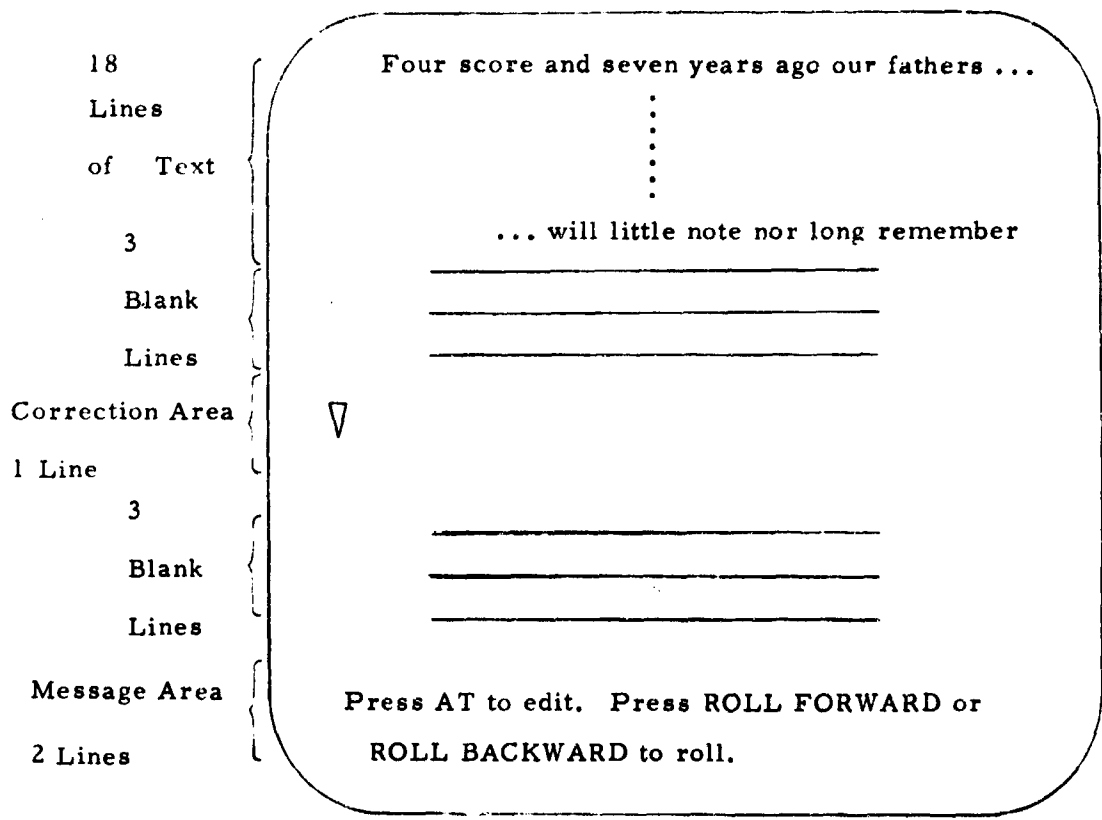 18
Lines
of Text
Four score and seven years ago our fathers ...
... will little note nor long remember
3
Blank
Lines
Correction Area
1 Line
3
Blank
Lines
Message Area
2 Lines
Press AT to edit. Press ROLL FORWARD or
ROLL BACKWARD to roll.